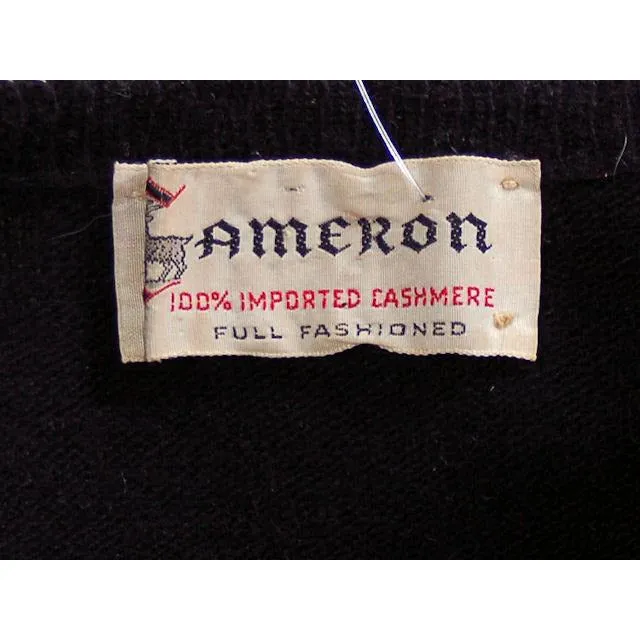 AMERON
100% IMPORTED CASHMERE
FULL FASHIONED